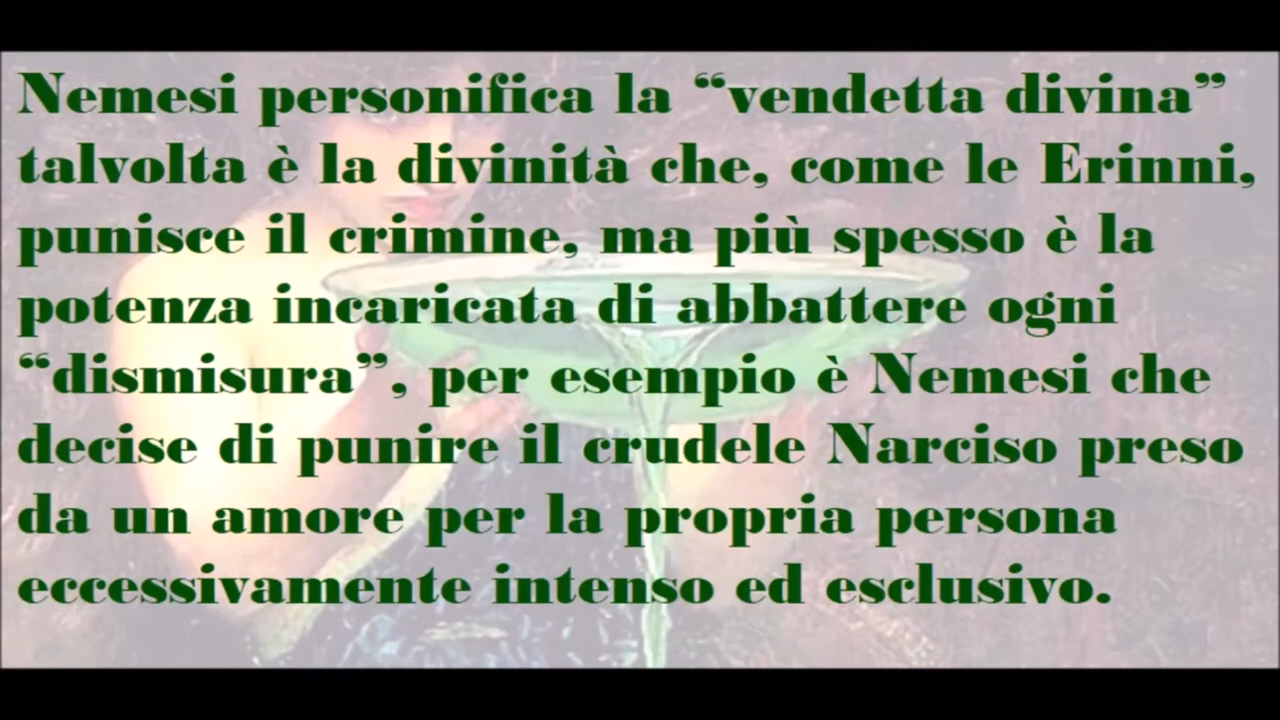 Nemesi personifica la “vendetta divina”
talvolta è la divinità che, come le Erinni,
punisce il crimine, ma più spesso è la
potenza incaricata di abbattere ogni
“dismisura”, per esempio è Nemesi che
decise di punire il crudele Narciso preso
da un amore per la propria persona
eccessivamente intenso ed esclusivo.